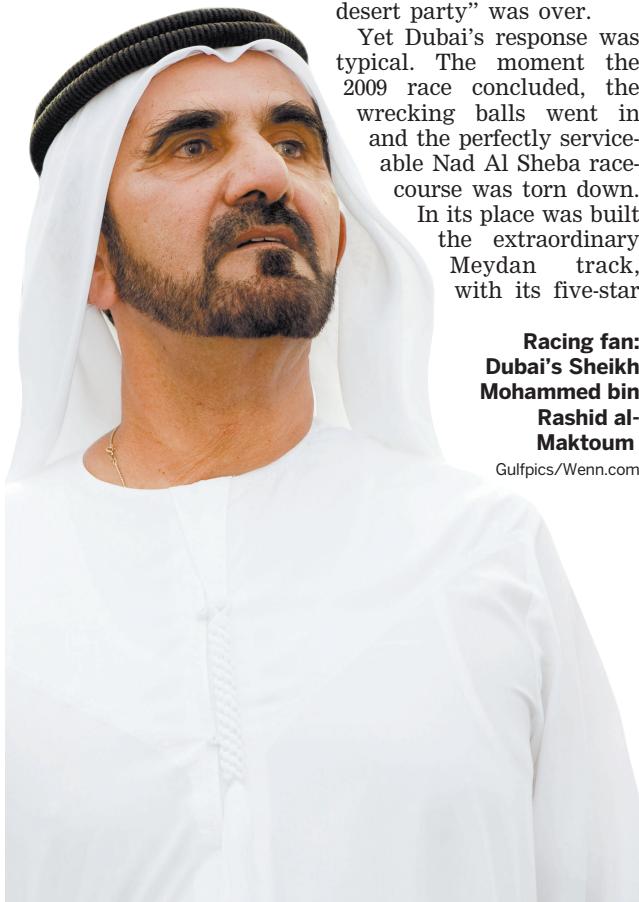 desert party” was over.
Yet Dubai’s response was
typical. The moment the
2009 race concluded, the
wrecking balls went in
and the perfectly service-
able Nad Al Sheba race-
course was torn down.
In its place was built
the extraordinary
Meydan track,
with its five-star
Racing fan:
Dubai’s Sheikh
Mohammed bin
Rashid al-
Maktoum
Gulfpics/Wenn.com